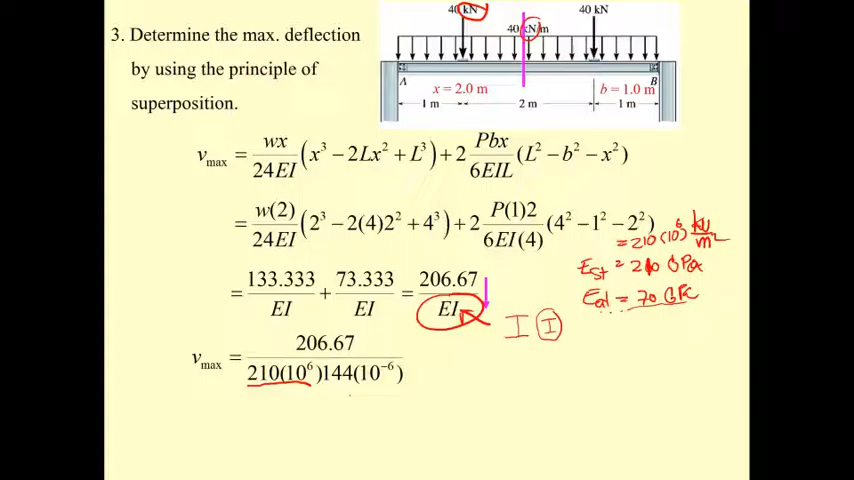 3. Determine the max. deflection
by using the principle of
superposition.
40 kN
40 kN
40 kN/m
A
B
x = 2.0 m
b = 1.0 m
1 m
2 m
1 m
v_max = wx/24EI (x³ − 2Lx² + L³) + 2 Pbx/6EIL (L² − b² − x²)
= w(2)/24EI (2³ − 2(4)2² + 4³) + 2 P(1)2/6EI(4) (4² − 1² − 2²)
= 210(10⁶) kN/m²
E_st = 210 GPa
E_al = 70 GPa
= 133.333/EI + 73.333/EI = 206.67/EI
I I
v_max = 206.67/210(10⁶)144(10⁻⁶)